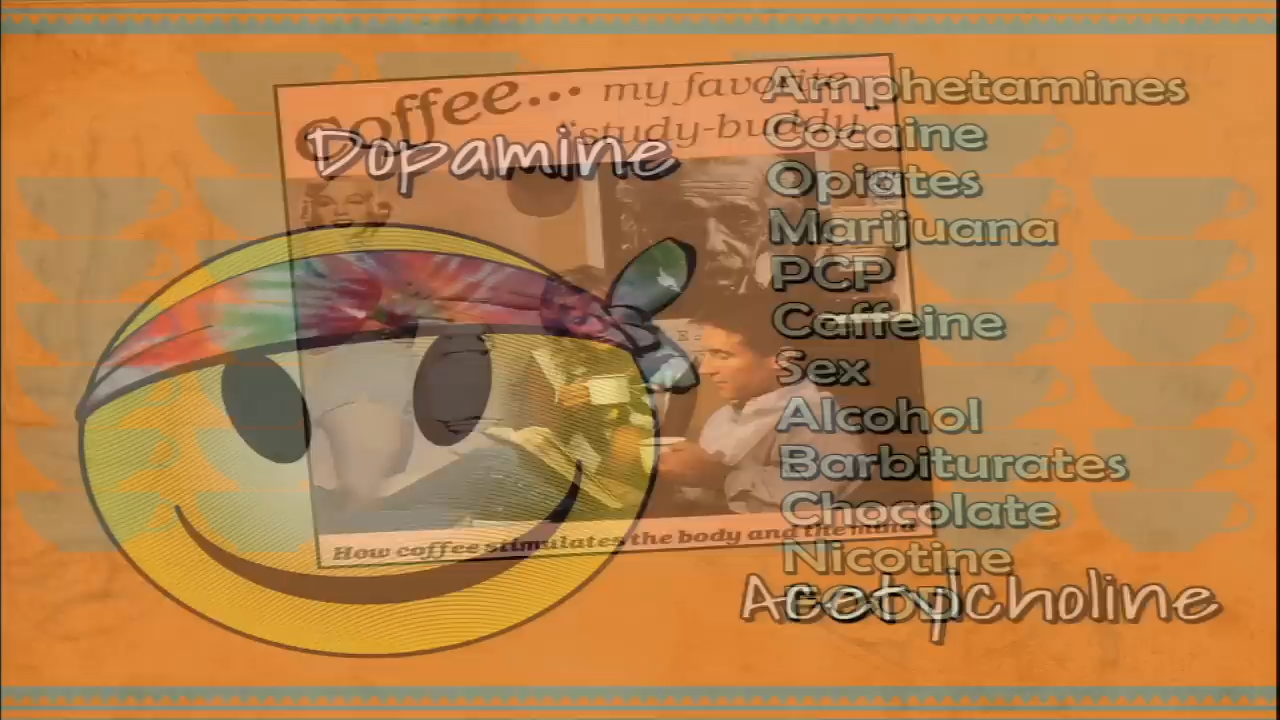 Coffee... my favorite
"study-buddy"
Dopamine
Amphetamines
Cocaine
Opiates
Marijuana
PCP
Caffeine
Sex
Alcohol
Barbiturates
Chocolate
Nicotine
How coffee stimulates the body and the mind
Acetylcholine